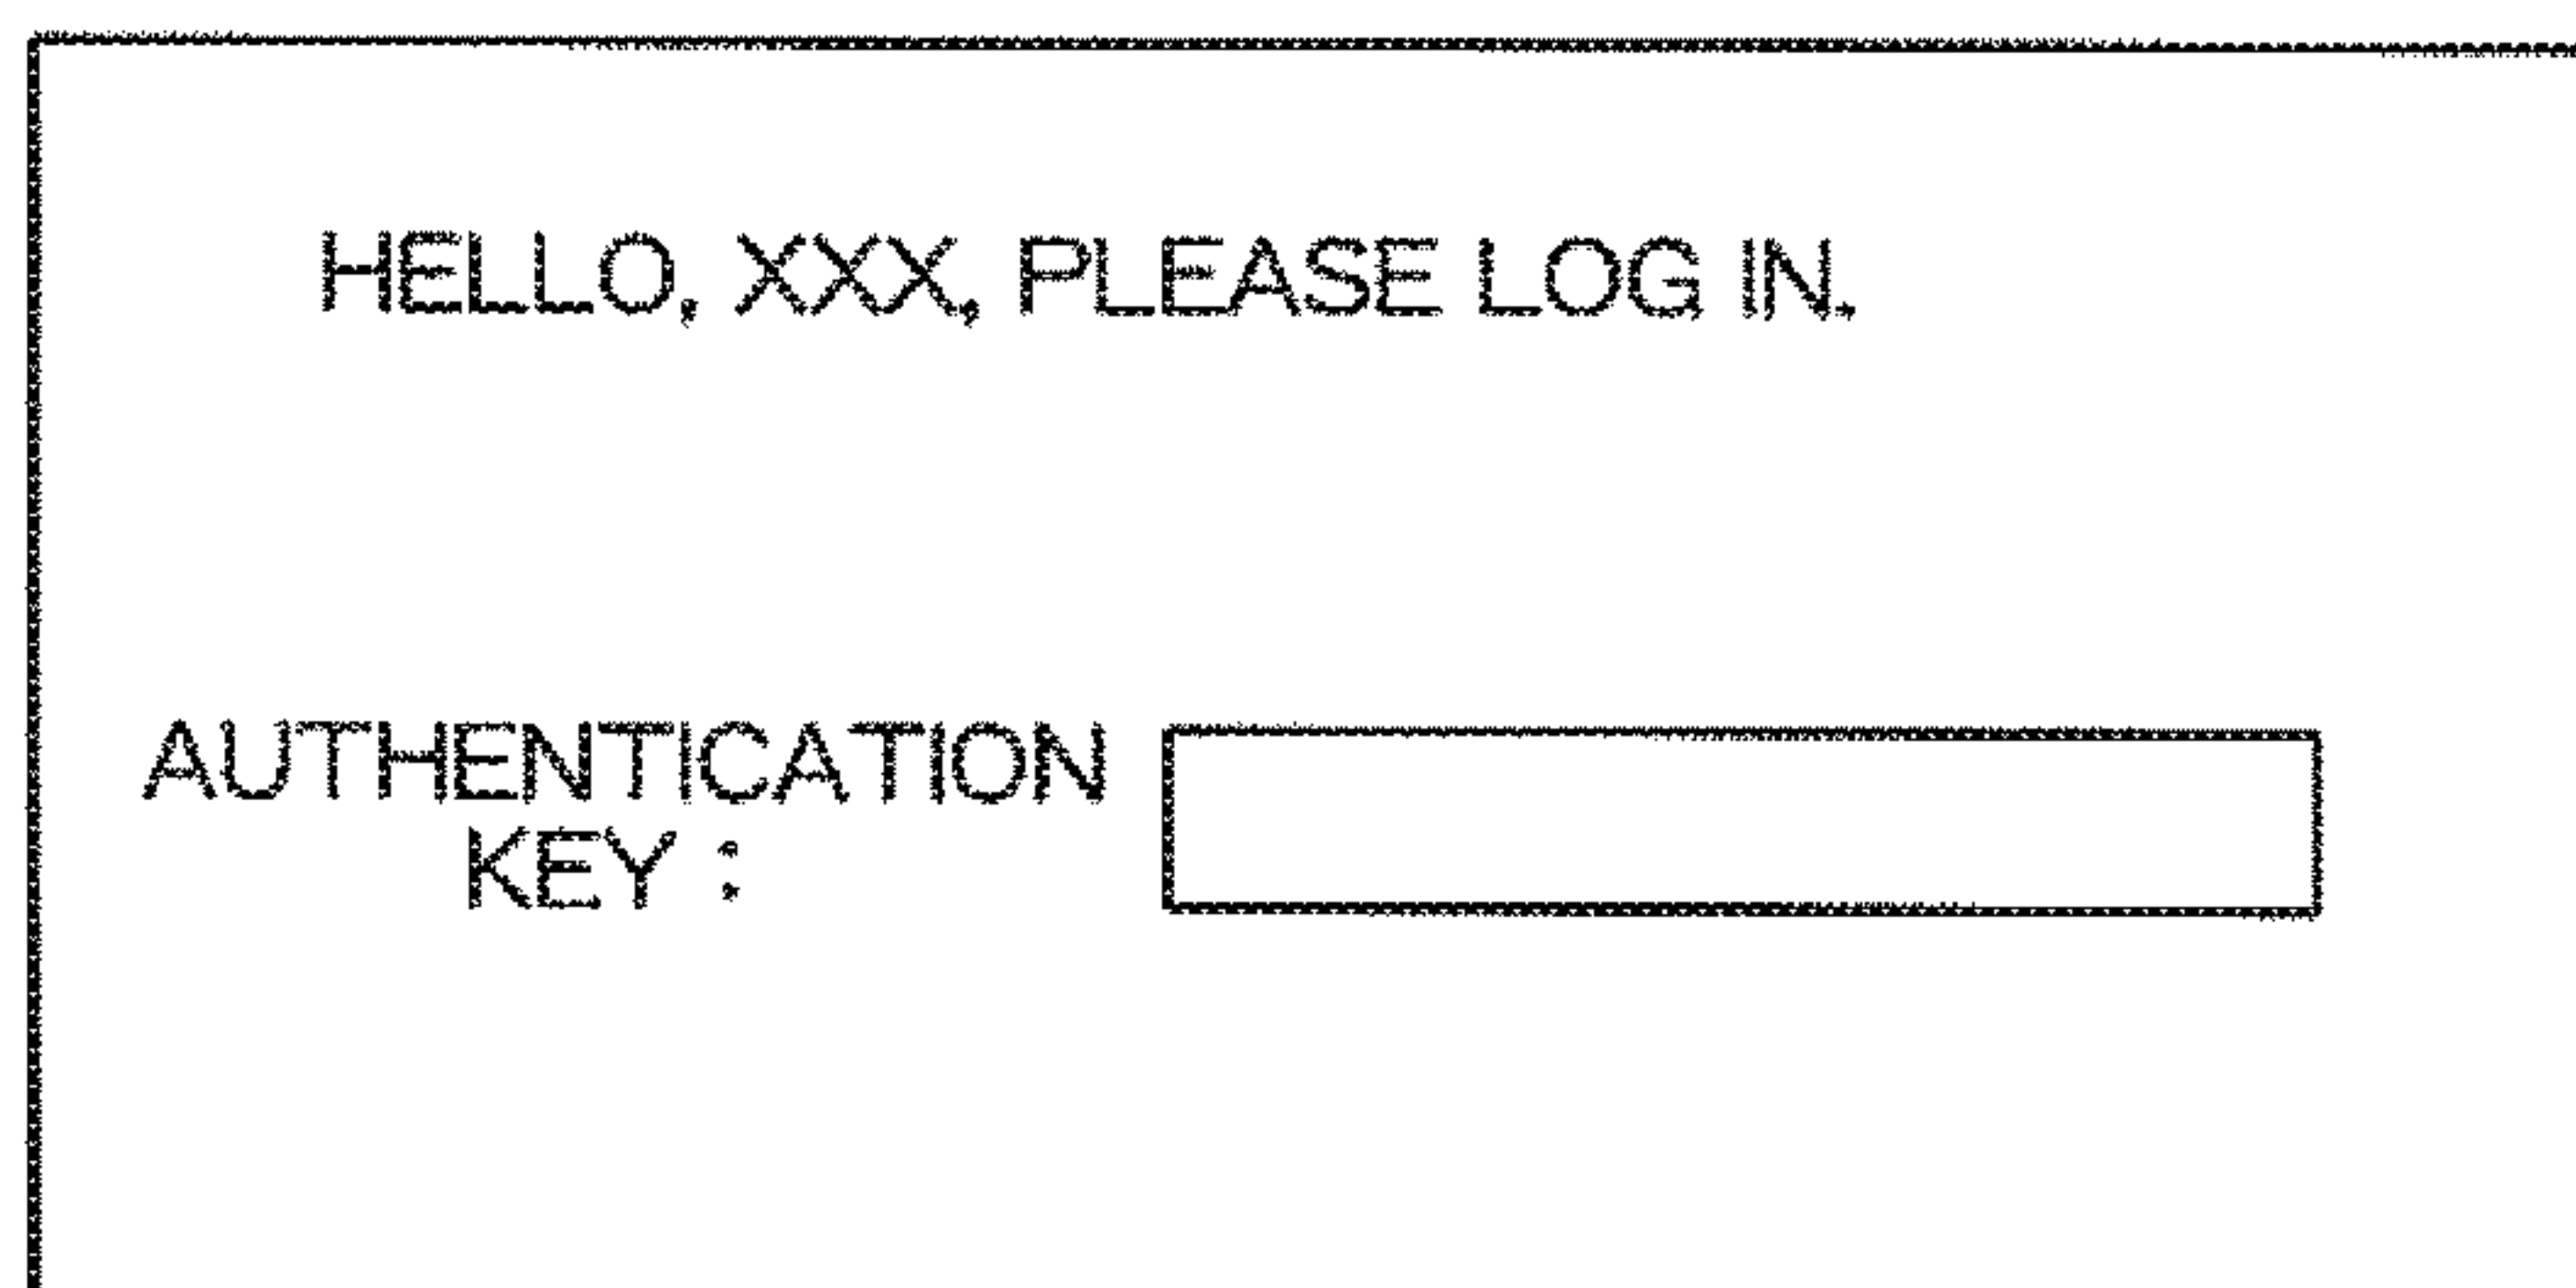 HELLO, XXX, PLEASE LOG IN.
AUTHENTICATION
KEY :